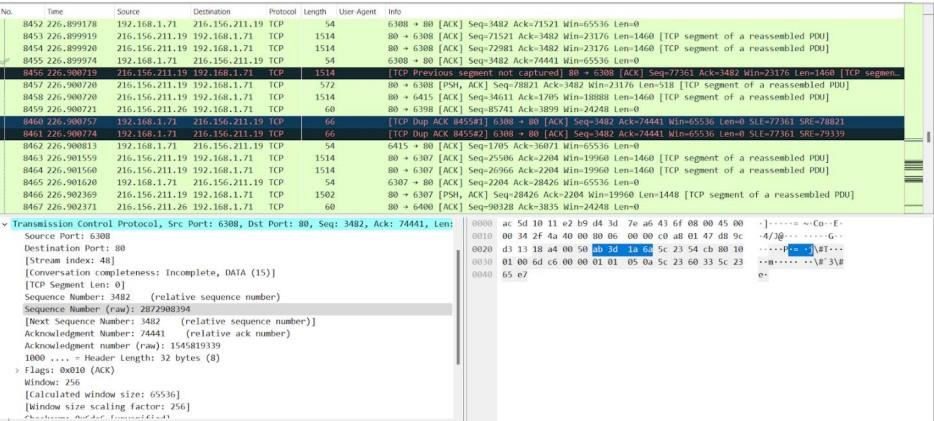 No. Time Source Destination Protocol Length User-Agent Info
8452 226.899178 192.168.1.71 216.156.211.19 TCP 54 6308 → 80 [ACK] Seq=3482 Ack=71521 Win=65536 Len=0
8453 226.899919 216.156.211.19 192.168.1.71 TCP 1514 80 → 6308 [ACK] Seq=71521 Ack=3482 Win=23176 Len=1460 [TCP segment of a reassembled PDU]
8454 226.899920 216.156.211.19 192.168.1.71 TCP 1514 80 → 6308 [ACK] Seq=72981 Ack=3482 Win=23176 Len=1460 [TCP segment of a reassembled PDU]
8455 226.899974 192.168.1.71 216.156.211.19 TCP 54 6308 → 80 [ACK] Seq=3482 Ack=74441 Win=65536 Len=0
8456 226.900719 216.156.211.19 192.168.1.71 TCP 1514 [TCP Previous segment not captured] 80 → 6308 [ACK] Seq=77361 Ack=3482 Win=23176 Len=1460 [TCP segmen…
8457 226.900720 216.156.211.19 192.168.1.71 TCP 572 80 → 6308 [PSH, ACK] Seq=78821 Ack=3482 Win=23176 Len=518 [TCP segment of a reassembled PDU]
8458 226.900720 216.156.211.19 192.168.1.71 TCP 1514 80 → 6415 [ACK] Seq=34611 Ack=1705 Win=18888 Len=1460 [TCP segment of a reassembled PDU]
8459 226.900721 216.156.211.26 192.168.1.71 TCP 60 80 → 6398 [ACK] Seq=85741 Ack=3899 Win=24248 Len=0
8460 226.900757 192.168.1.71 216.156.211.19 TCP 66 [TCP Dup ACK 8455#1] 6308 → 80 [ACK] Seq=3482 Ack=74441 Win=65536 Len=0 SLE=77361 SRE=78821
8461 226.900774 192.168.1.71 216.156.211.19 TCP 66 [TCP Dup ACK 8455#2] 6308 → 80 [ACK] Seq=3482 Ack=74441 Win=65536 Len=0 SLE=77361 SRE=79339
8462 226.900813 192.168.1.71 216.156.211.19 TCP 54 6415 → 80 [ACK] Seq=1705 Ack=36071 Win=65536 Len=0
8463 226.901559 216.156.211.19 192.168.1.71 TCP 1514 80 → 6307 [ACK] Seq=25506 Ack=2204 Win=19960 Len=1460 [TCP segment of a reassembled PDU]
8464 226.901560 216.156.211.19 192.168.1.71 TCP 1514 80 → 6307 [ACK] Seq=26966 Ack=2204 Win=19960 Len=1460 [TCP segment of a reassembled PDU]
8465 226.901620 192.168.1.71 216.156.211.19 TCP 54 6307 → 80 [ACK] Seq=2204 Ack=28426 Win=65536 Len=0
8466 226.902369 216.156.211.19 192.168.1.71 TCP 1502 80 → 6307 [PSH, ACK] Seq=28426 Ack=2204 Win=19960 Len=1448 [TCP segment of a reassembled PDU]
8467 226.902371 216.156.211.26 192.168.1.71 TCP 60 80 → 6400 [ACK] Seq=90328 Ack=3835 Win=24248 Len=0
Transmission Control Protocol, Src Port: 6308, Dst Port: 80, Seq: 3482, Ack: 74441, Len:
Source Port: 6308
Destination Port: 80
[Stream index: 48]
[Conversation completeness: Incomplete, DATA (15)]
[TCP Segment Len: 0]
Sequence Number: 3482 (relative sequence number)
Sequence Number (raw): 2872908394
[Next Sequence Number: 3482 (relative sequence number)]
Acknowledgment Number: 74441 (relative ack number)
Acknowledgment number (raw): 1545819339
1000 .... = Header Length: 32 bytes (8)
Flags: 0x010 (ACK)
Window: 256
[Calculated window size: 65536]
[Window size scaling factor: 256]
0000 ac 5d 10 11 e2 b9 d4 3d 7e a6 43 6f 08 00 45 00 ·]·····= ~·Co··E·
0010 00 34 2f 4a 40 00 80 06 00 00 c0 a8 01 47 d8 9c ·4/J@··· ·····G··
0020 d3 13 18 a4 00 50 ab 3d 1a 6a 5c 23 54 cb 80 10 ·····P·= ·j\#T···
0030 01 00 6d c6 00 00 01 01 05 0a 5c 23 60 33 5c 23 ··m····· ··\#`3\#
0040 65 e7 e·